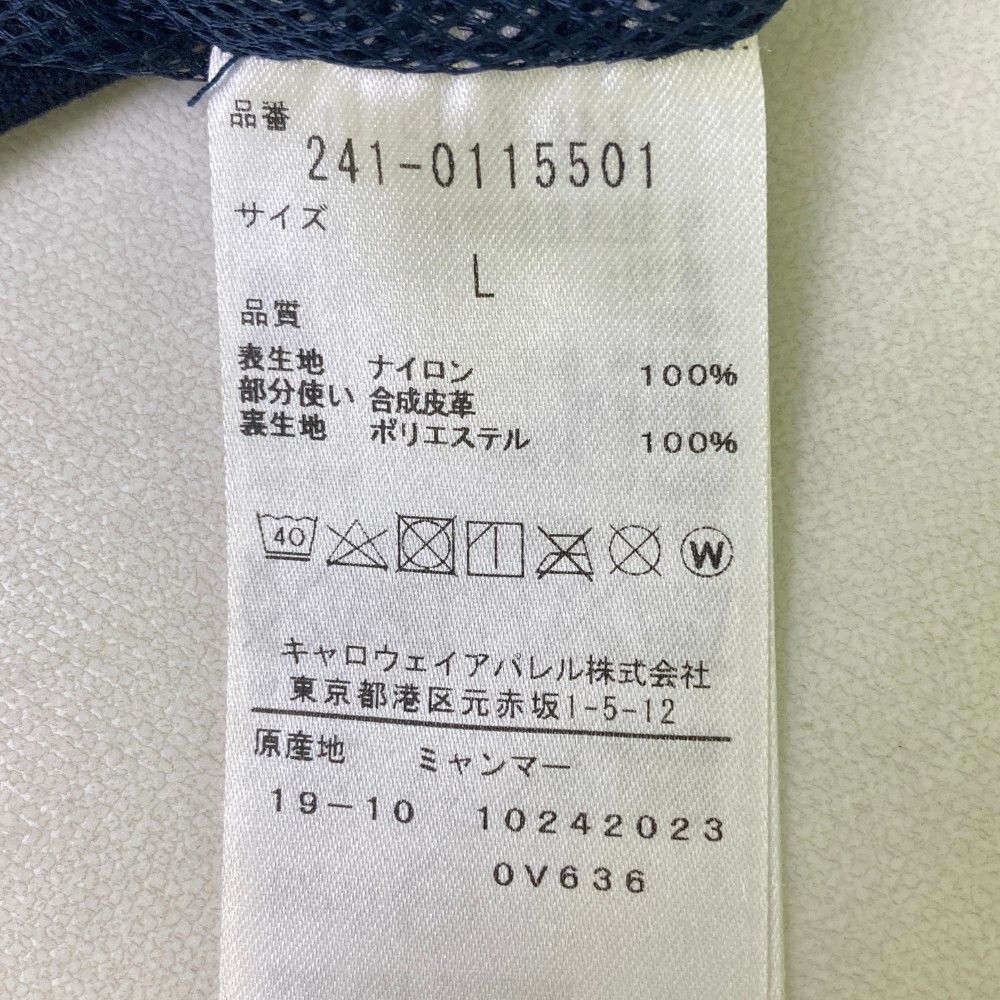 品番
241-0115501
サイズ
L
品質
表生地 ナイロン 100%
部分使い 合成皮革
裏生地 ポリエステル 100%
40 W
キャロウェイアパレル株式会社
東京都港区元赤坂1-5-12
原産地 ミャンマー
19-10 10242023
0V636